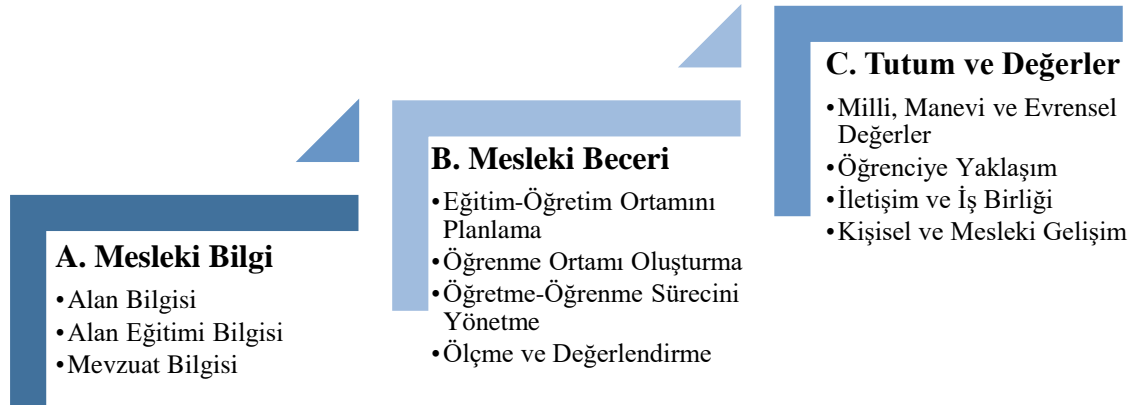 A. Mesleki Bilgi
•Alan Bilgisi
•Alan Eğitimi Bilgisi
•Mevzuat Bilgisi
B. Mesleki Beceri
•Eğitim-Öğretim Ortamını
Planlama
•Öğrenme Ortamı Oluşturma
•Öğretme-Öğrenme Sürecini
Yönetme
•Ölçme ve Değerlendirme
C. Tutum ve Değerler
•Milli, Manevi ve Evrensel
Değerler
•Öğrenciye Yaklaşım
•İletişim ve İş Birliği
•Kişisel ve Mesleki Gelişim